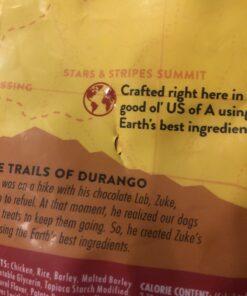 STARS & STRIPES SUMMIT
SSING
Crafted right here in
good ol' US of A using
Earth's best ingredien
E TRAILS OF DURANGO
was on a hike with his chocolate Lab, Zuke,
to refuel. At that moment, he realized our dogs
treats to keep them going. So, he created Zuke's
sing the Earth's best ingredients.
TS: Chicken, Rice, Barley, Malted Barley
table Glycerin, Tapioca Starch Modified
CALORIE CONTENT: